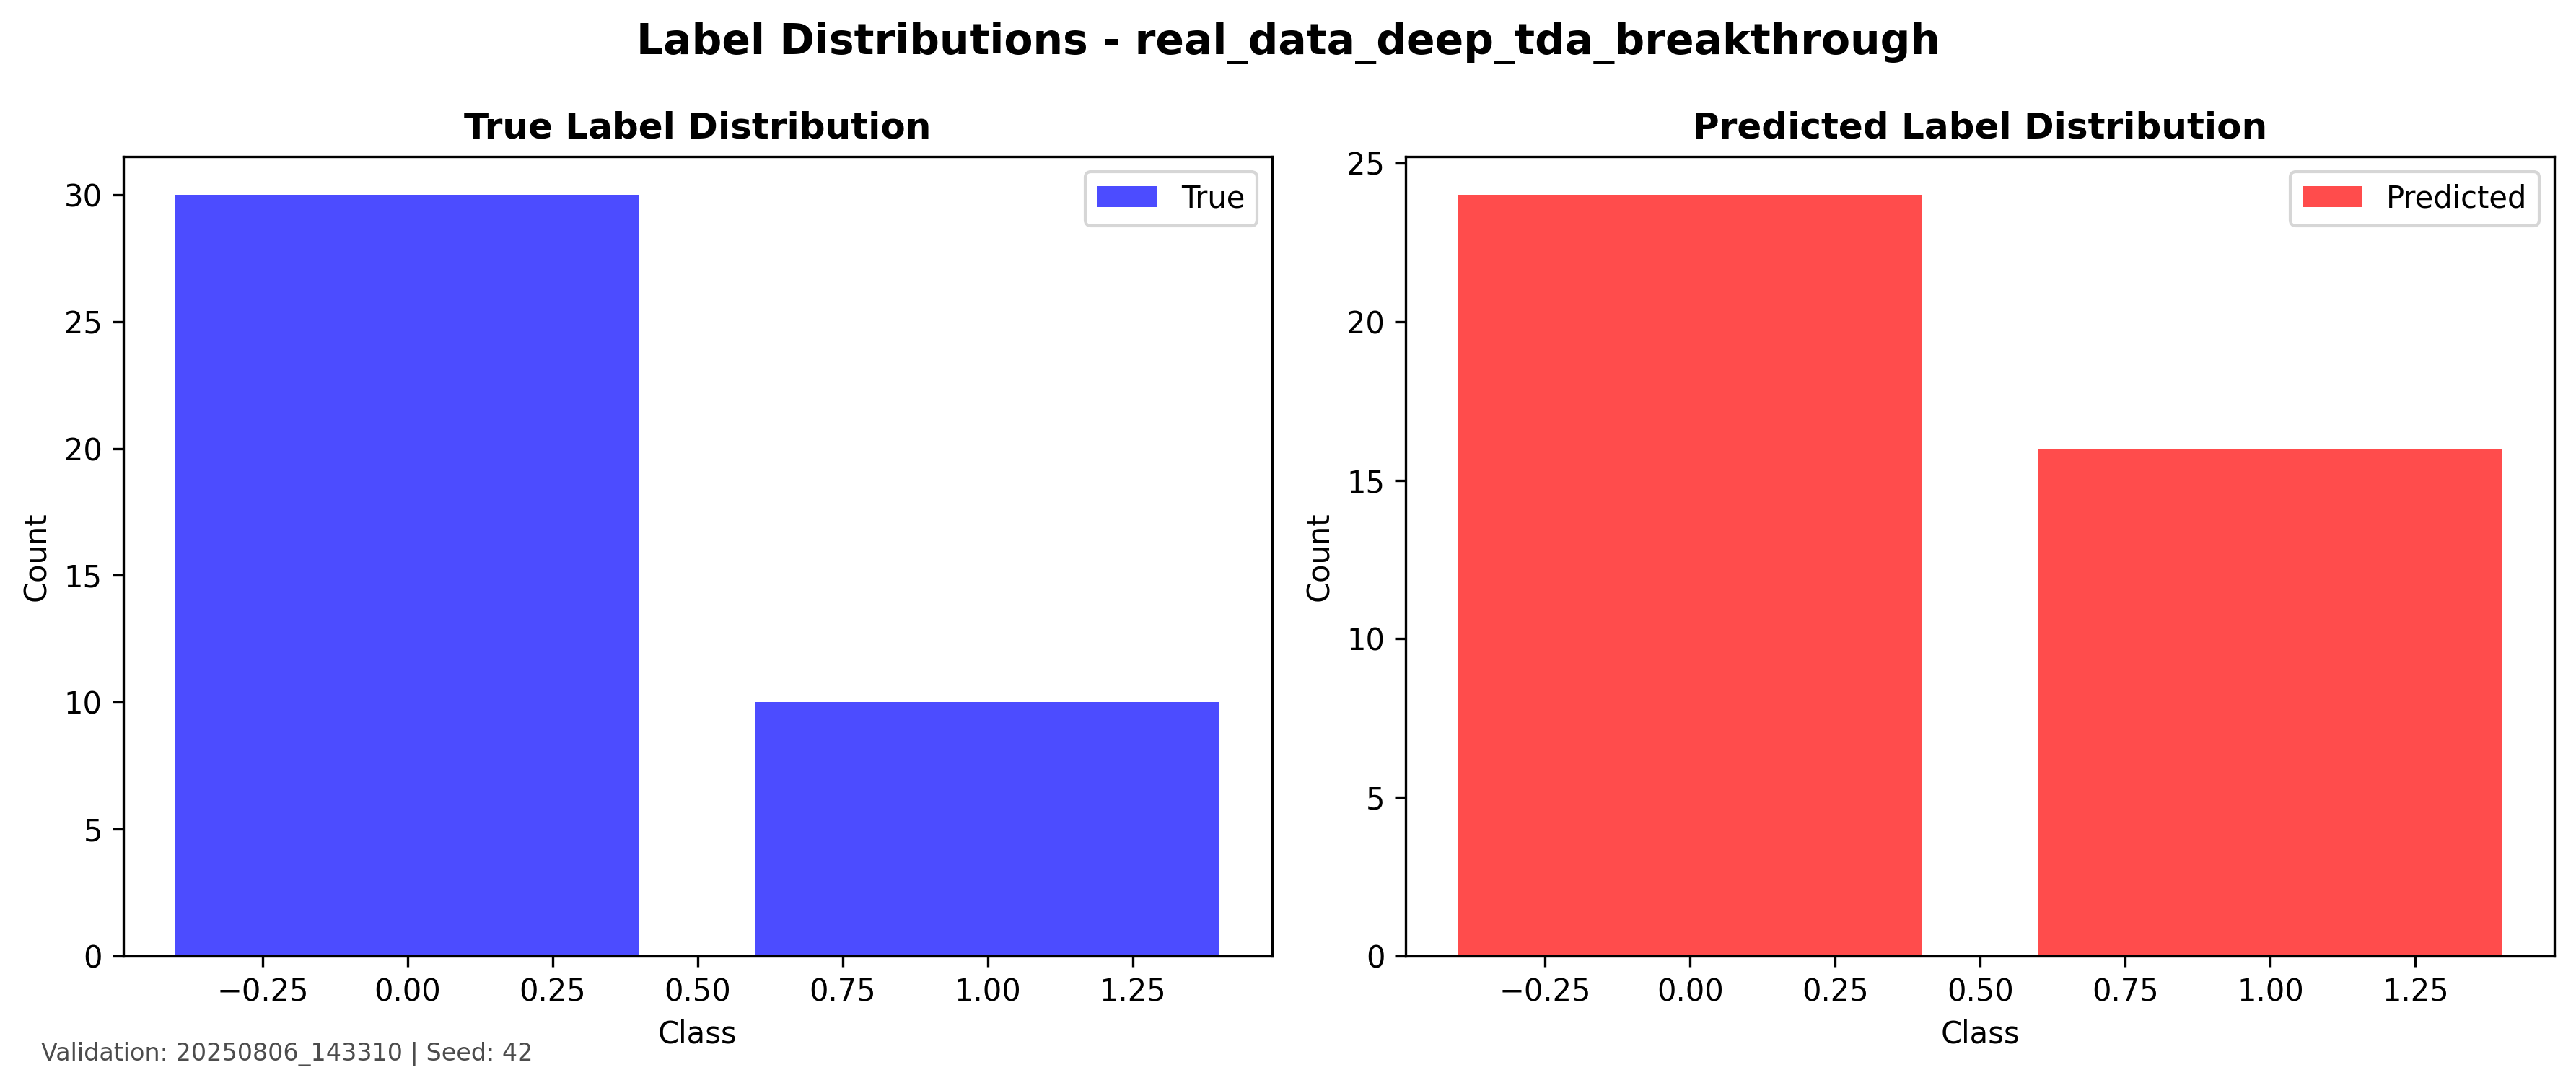 Label Distributions - real_data_deep_tda_breakthrough
True Label Distribution
True
Count
30
25
20
15
10
5
0
−0.25 0.00 0.25 0.50 0.75 1.00 1.25
Class
Predicted Label Distribution
Predicted
Count
25
20
15
10
5
0
−0.25 0.00 0.25 0.50 0.75 1.00 1.25
Class
Validation: 20250806_143310 | Seed: 42